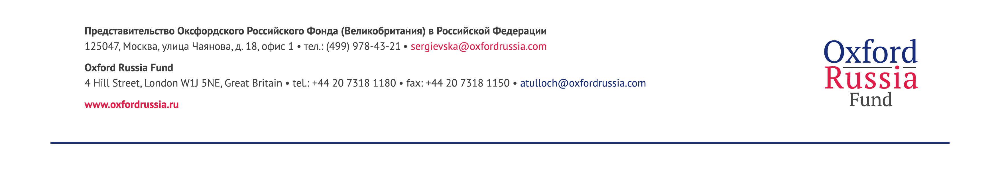 Представительство Оксфордского Российского Фонда (Великобритания) в Российской Федерации
125047, Москва, улица Чаянова, д. 18, офис 1 • тел.: (499) 978-43-21 • sergievska@oxfordrussia.com
Oxford Russia Fund
4 Hill Street, London W1J 5NE, Great Britain • tel.: +44 20 7318 1180 • fax: +44 20 7318 1150 • atulloch@oxfordrussia.com
www.oxfordrussia.ru
Oxford
Russia
Fund